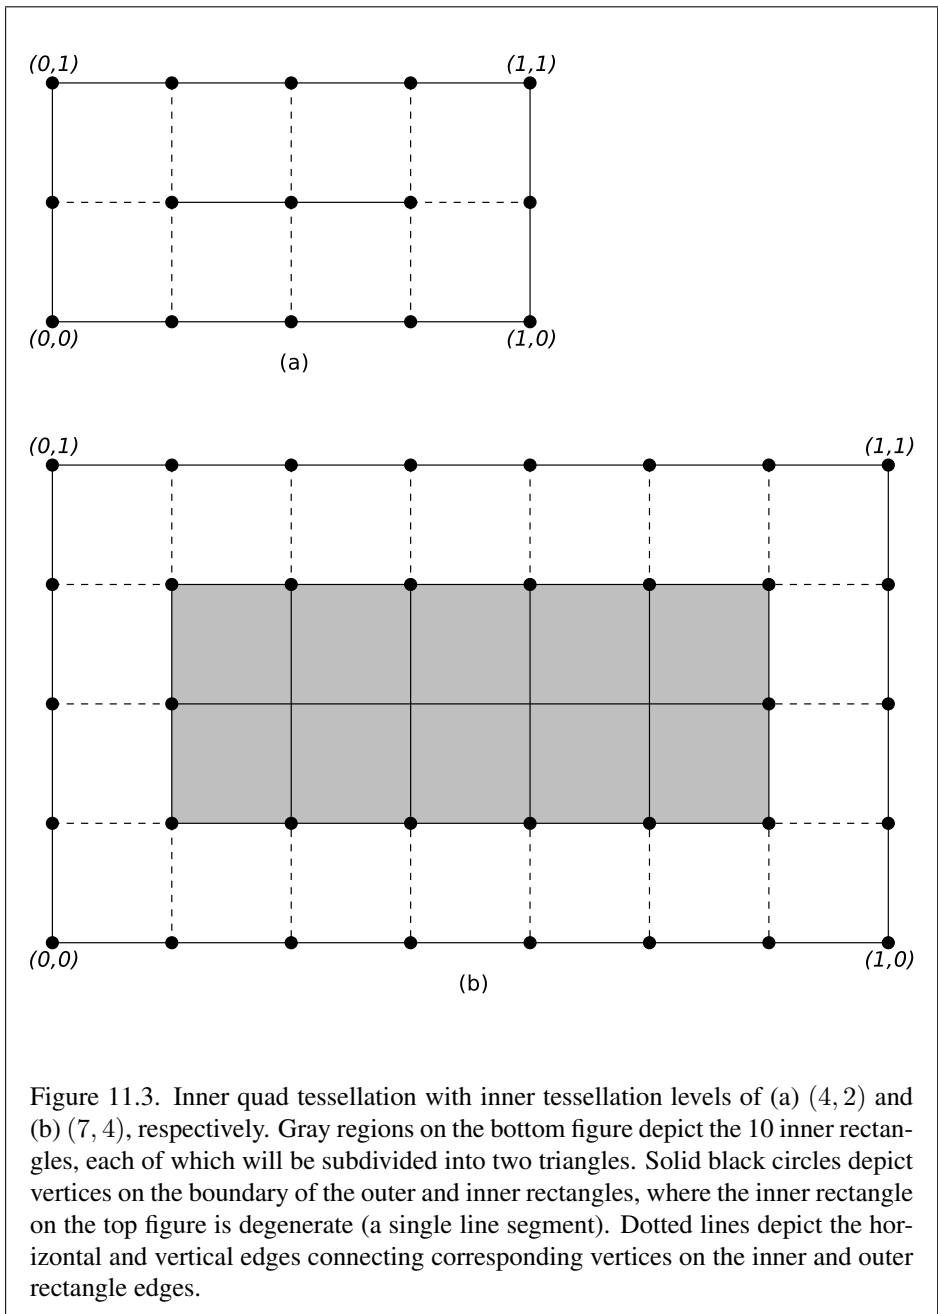 (0,1) (1,1)
(0,0) (1,0)
(a)
(0,1) (1,1)
(0,0) (1,0)
(b)
Figure 11.3. Inner quad tessellation with inner tessellation levels of (a) (4, 2) and
(b) (7, 4), respectively. Gray regions on the bottom figure depict the 10 inner rectan-
gles, each of which will be subdivided into two triangles. Solid black circles depict
vertices on the boundary of the outer and inner rectangles, where the inner rectangle
on the top figure is degenerate (a single line segment). Dotted lines depict the hor-
izontal and vertical edges connecting corresponding vertices on the inner and outer
rectangle edges.